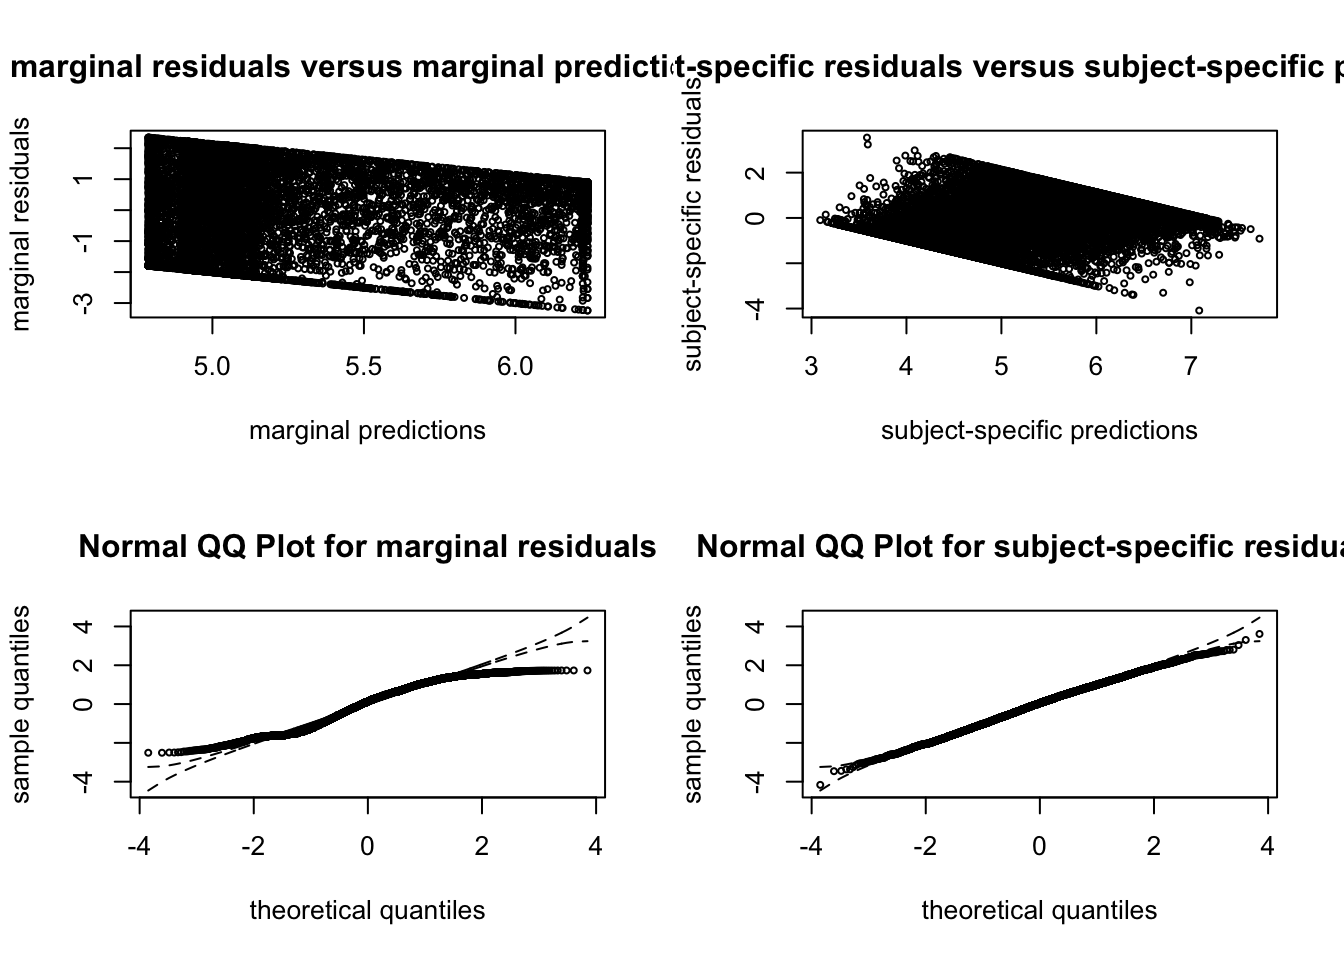 marginal residuals versus marginal predicti
t-specific residuals versus subject-specific p
marginal residuals
1
-1
-3
5.0 5.5 6.0
marginal predictions
subject-specific residuals
2
0
-4
3 4 5 6 7
subject-specific predictions
Normal QQ Plot for marginal residuals
sample quantiles
4
2
0
-4
-4 -2 0 2 4
theoretical quantiles
Normal QQ Plot for subject-specific residua
sample quantiles
4
2
0
-4
-4 -2 0 2 4
theoretical quantiles